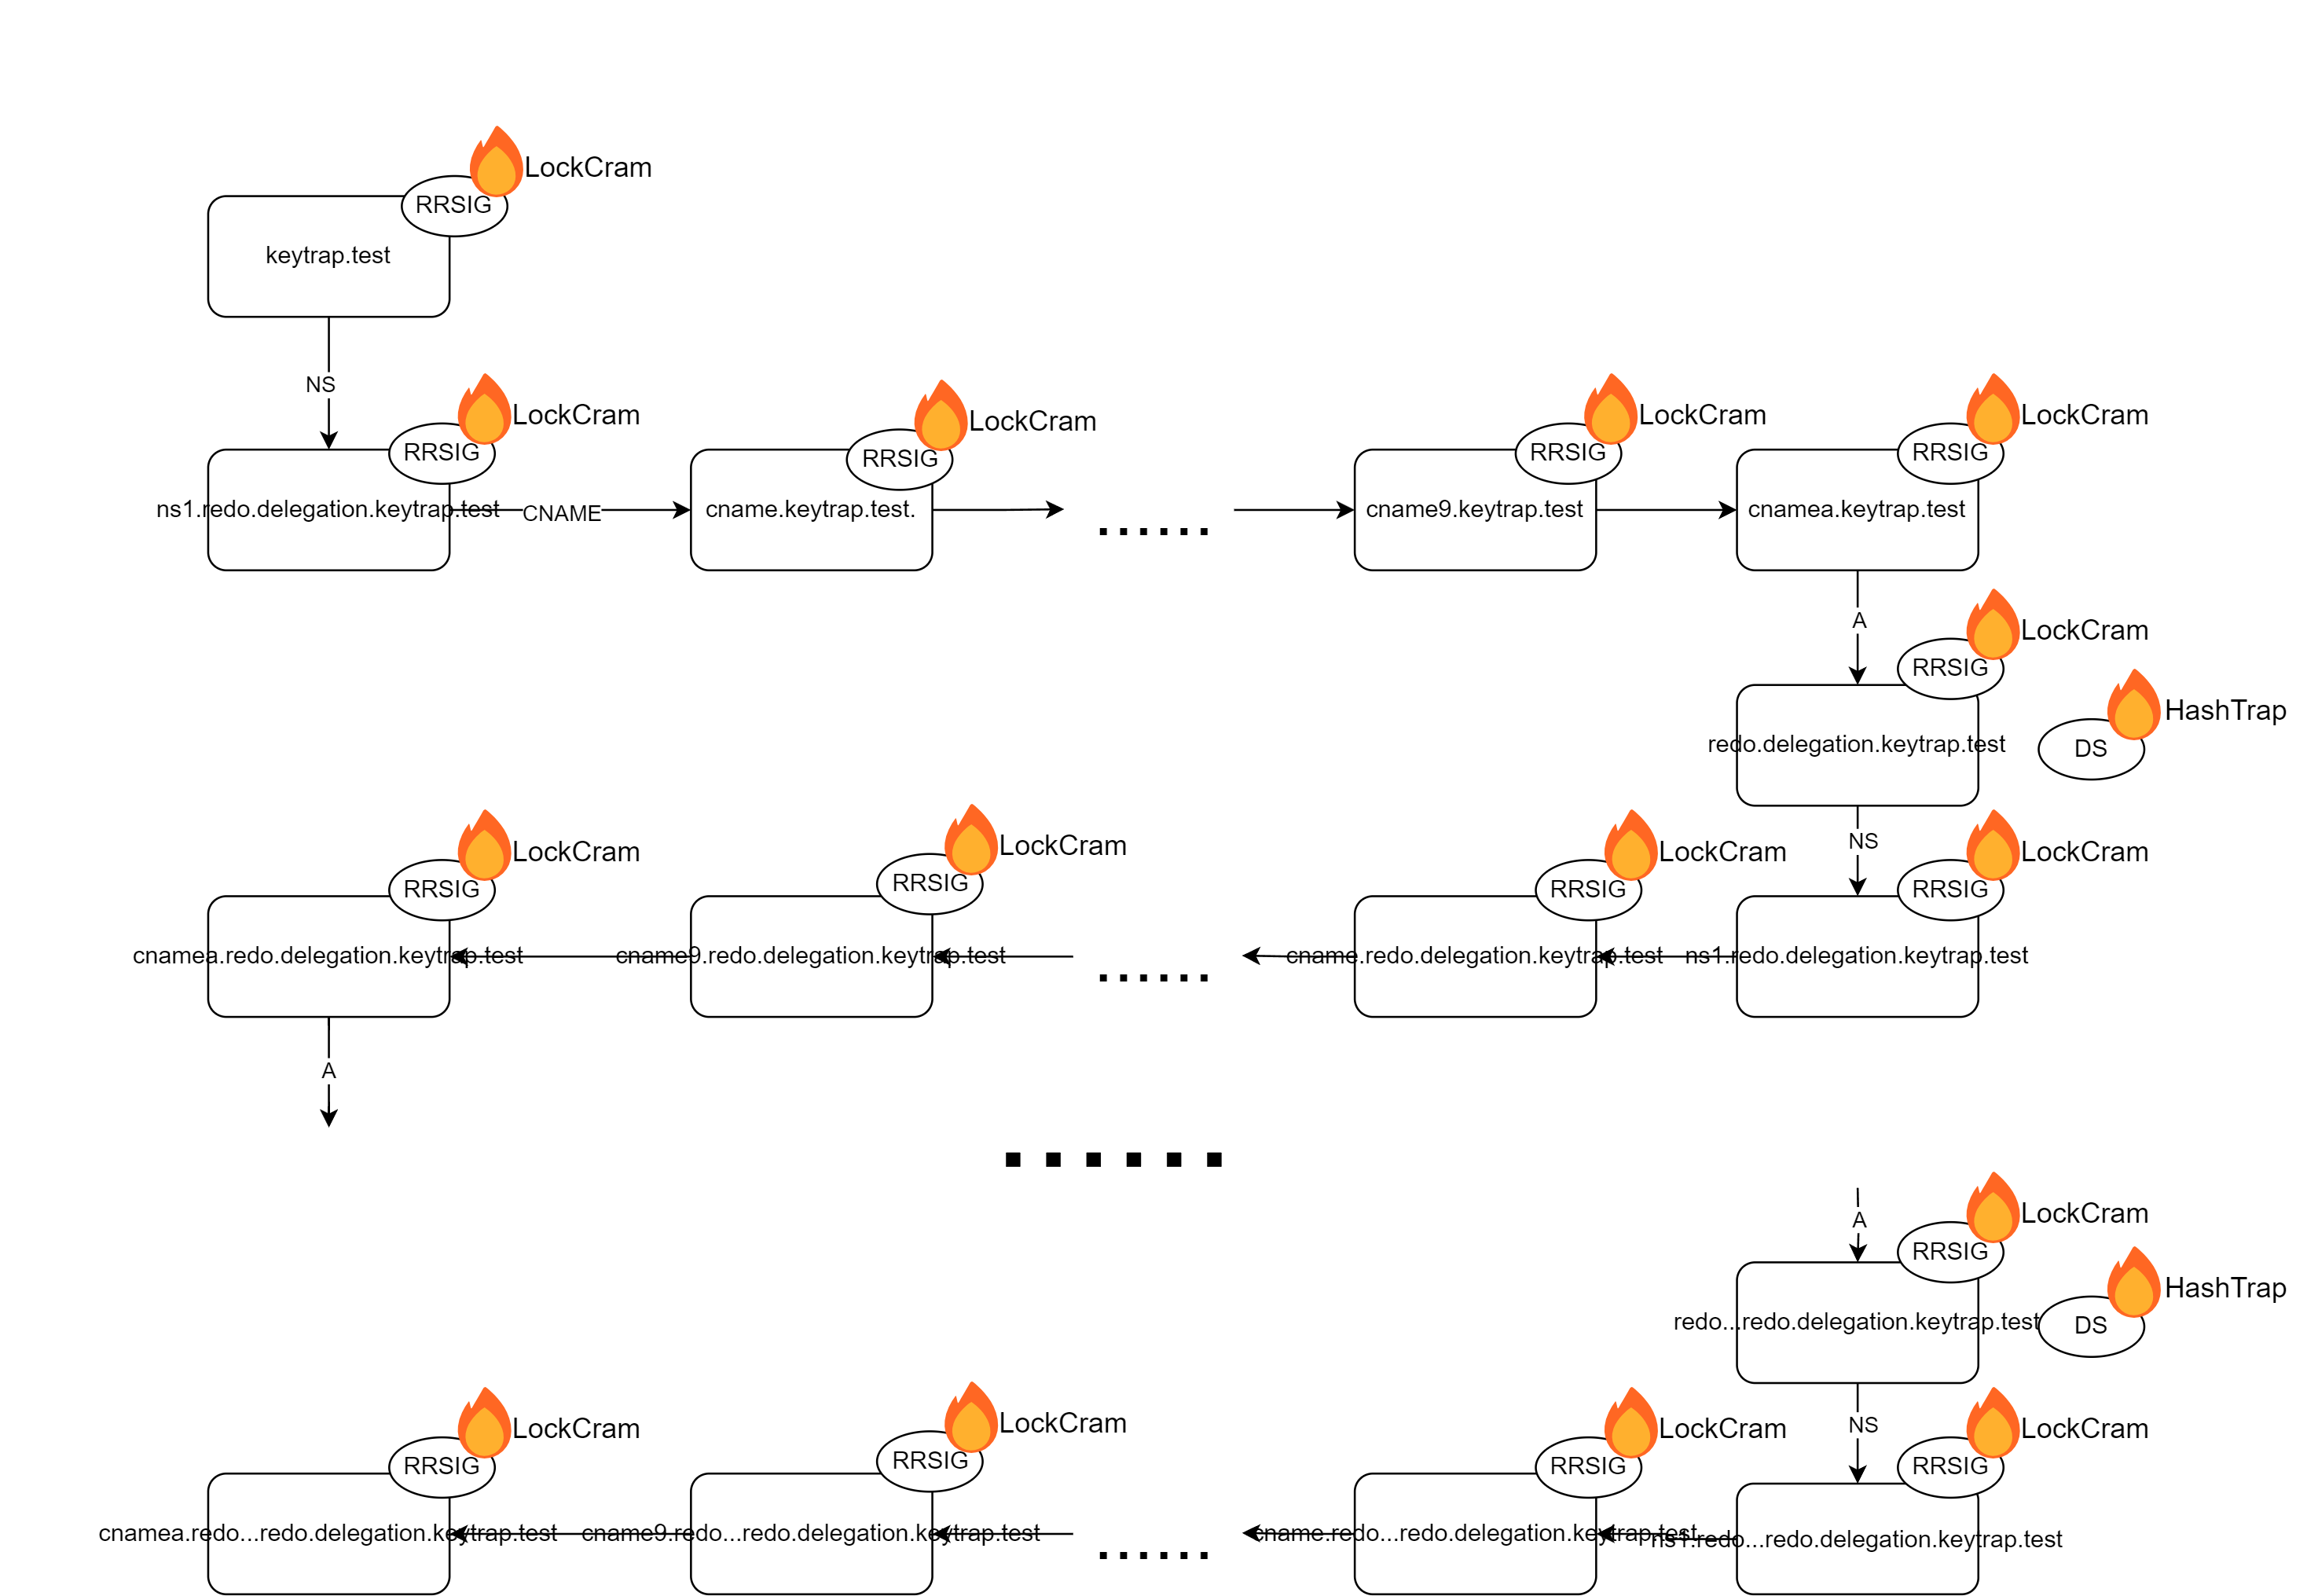 LockCram
RRSIG
keytrap.test
NS
LockCram
RRSIG
ns1.redo.delegation.keytrap.test
CNAME
LockCram
RRSIG
cname.keytrap.test.
......
LockCram
RRSIG
cname9.keytrap.test
LockCram
RRSIG
cnamea.keytrap.test
A
LockCram
RRSIG
redo.delegation.keytrap.test
HashTrap
DS
NS
LockCram
RRSIG
cnamea.redo.delegation.keytrap.test
LockCram
RRSIG
cname9.redo.delegation.keytrap.test
......
LockCram
RRSIG
cname.redo.delegation.keytrap.test
LockCram
RRSIG
ns1.redo.delegation.keytrap.test
A
......
A
LockCram
RRSIG
redo...redo.delegation.keytrap.test
HashTrap
DS
NS
LockCram
RRSIG
cnamea.redo...redo.delegation.keytrap.test
LockCram
RRSIG
cname9.redo...redo.delegation.keytrap.test
......
LockCram
RRSIG
cname.redo...redo.delegation.keytrap.test
LockCram
RRSIG
ns1.redo...redo.delegation.keytrap.test